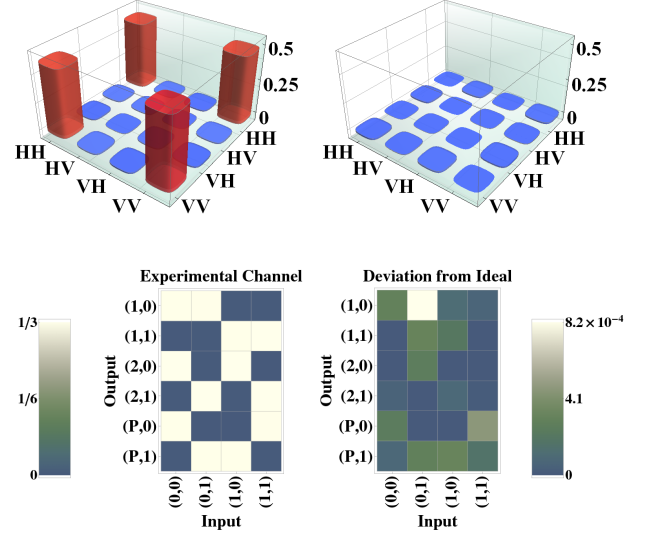 0.5
0.25
0
HH
HV
VH
VV
HH
HV
VH
VV
0.5
0.25
0
HH
HV
VH
VV
HH
HV
VH
VV
Experimental Channel
1/3
1/6
0
Output
(1,0)
(1,1)
(2,0)
(2,1)
(P,0)
(P,1)
(0,0)
(0,1)
(1,0)
(1,1)
Input
Deviation from Ideal
Output
(1,0)
(1,1)
(2,0)
(2,1)
(P,0)
(P,1)
(0,0)
(0,1)
(1,0)
(1,1)
Input
8.2 × 10⁻⁴
4.1
0